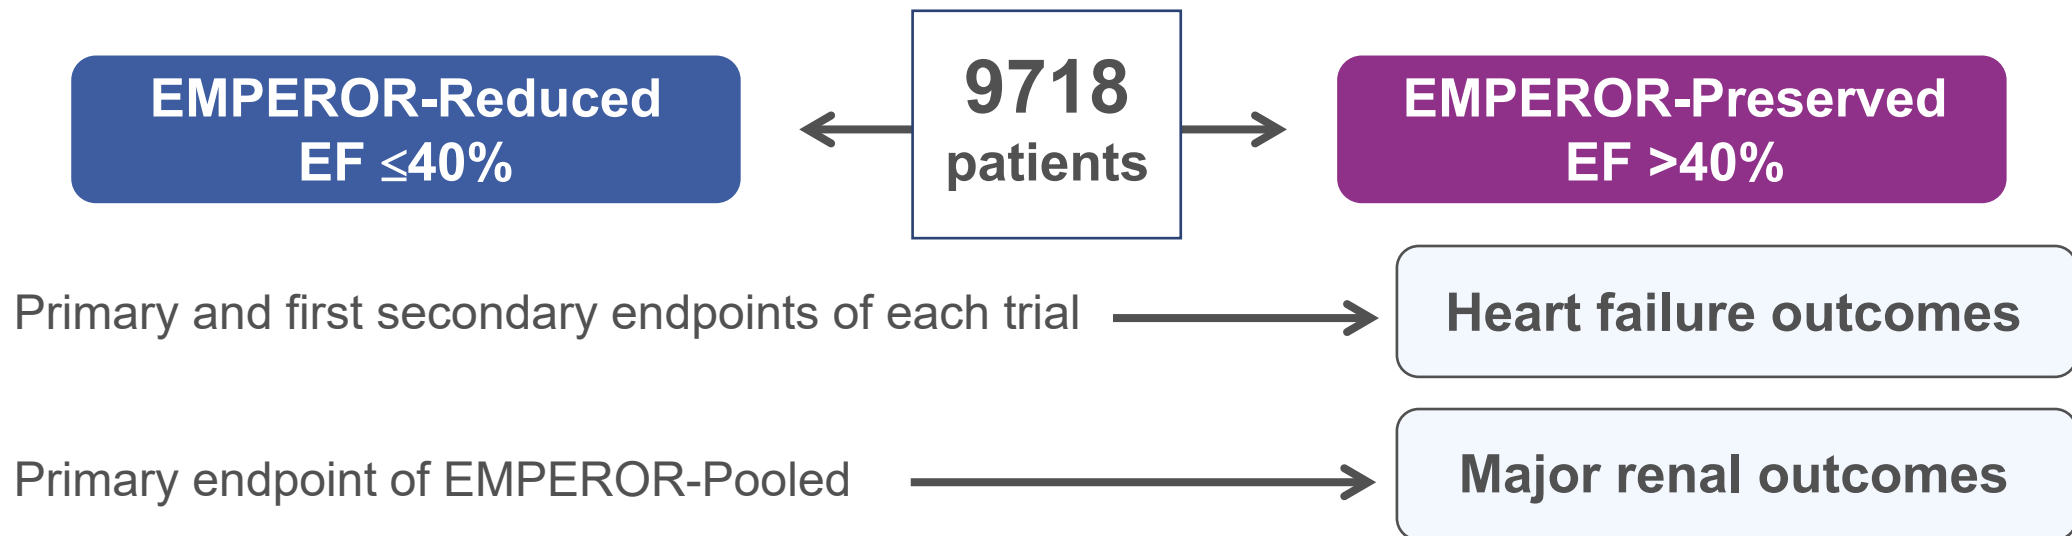 EMPEROR-Reduced
EF ≤40%
9718
patients
EMPEROR-Preserved
EF >40%
Primary and first secondary endpoints of each trial
Heart failure outcomes
Primary endpoint of EMPEROR-Pooled
Major renal outcomes